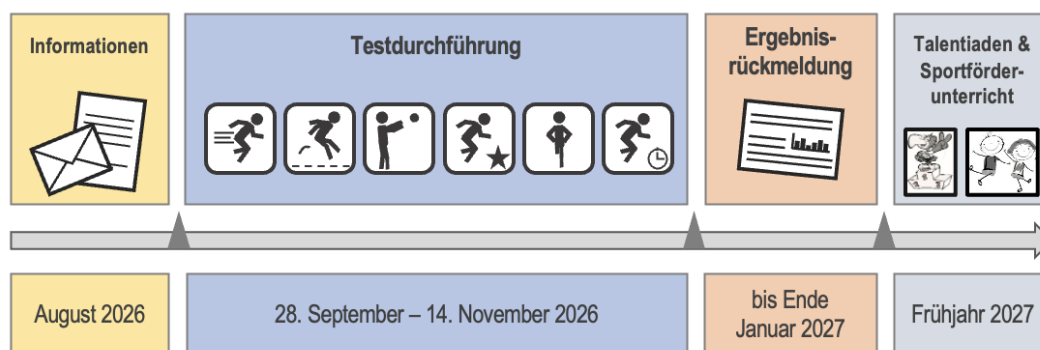 Informationen
Testdurchführung
Ergebnis-
rückmeldung
Talentiaden &
Sportförder-
unterricht
August 2026
28. September – 14. November 2026
bis Ende
Januar 2027
Frühjahr 2027